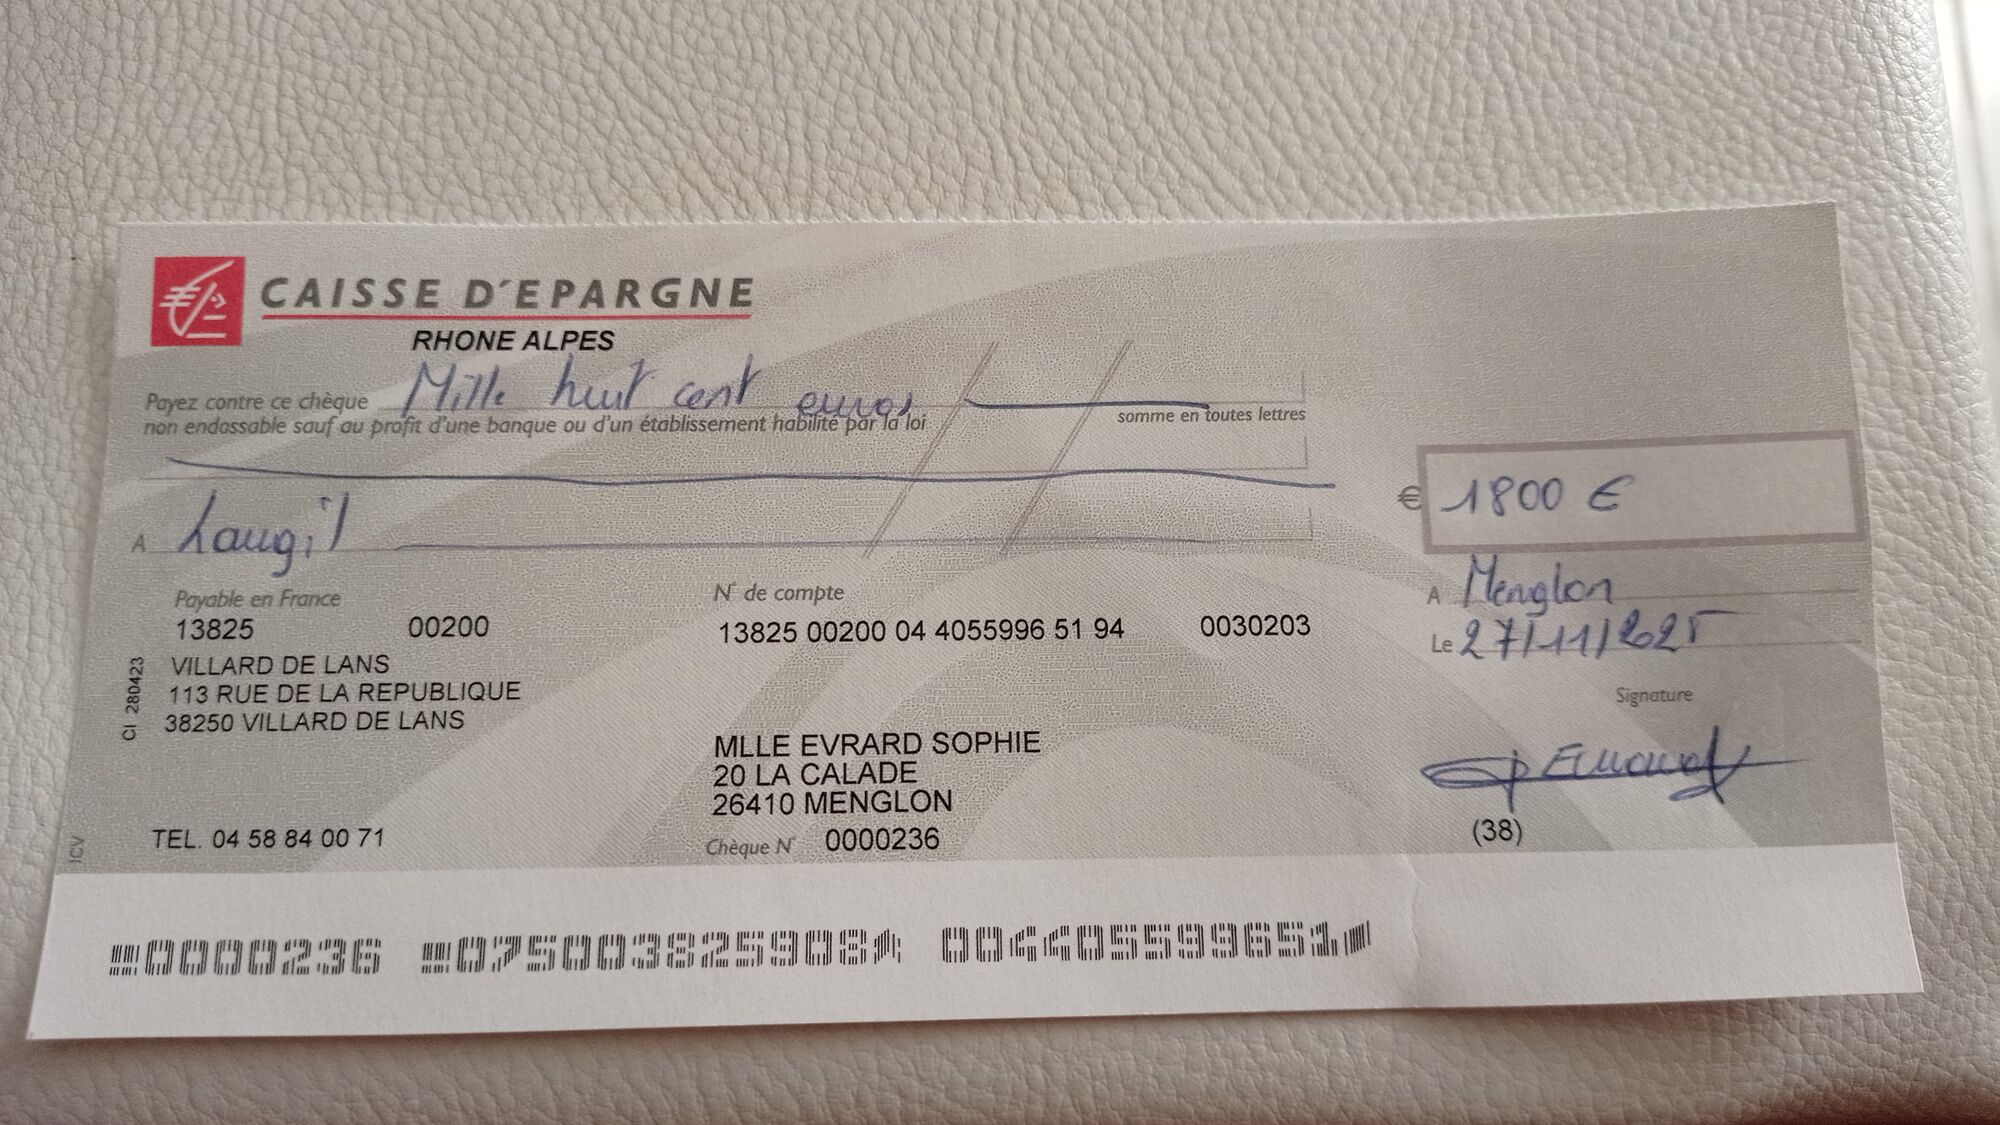 CAISSE D'EPARGNE
RHONE ALPES
Payez contre ce chèque Mille huit cent euros
non endossable sauf au profit d'une banque ou d'un établissement habilité par la loi
somme en toutes lettres
€ 1800 €
A Laugil
A Menglon
Le 27/11/2025
Payable en France
N° de compte
13825 00200
13825 00200 04 4055996 51 94 0030203
Signature
CI 280423
VILLARD DE LANS
113 RUE DE LA REPUBLIQUE
38250 VILLARD DE LANS
MLLE EVRARD SOPHIE
20 LA CALADE
26410 MENGLON
TEL. 04 58 84 00 71
Chèque N° 0000236
(38)
ICV
0000236 075003825908 004405599651